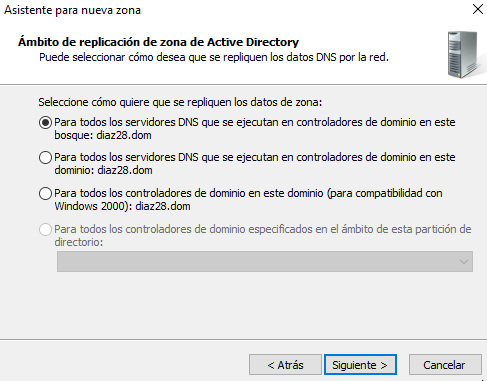 Asistente para nueva zona
Ámbito de replicación de zona de Active Directory
Puede seleccionar cómo desea que se repliquen los datos DNS por la red.
Seleccione cómo quiere que se repliquen los datos de zona:
Para todos los servidores DNS que se ejecutan en controladores de dominio en este
bosque: diaz28.dom
Para todos los servidores DNS que se ejecutan en controladores de dominio en este
dominio: diaz28.dom
Para todos los controladores de dominio en este dominio (para compatibilidad con
Windows 2000): diaz28.dom
Para todos los controladores de dominio especificados en el ámbito de esta partición de
directorio:
< Atrás
Siguiente >
Cancelar